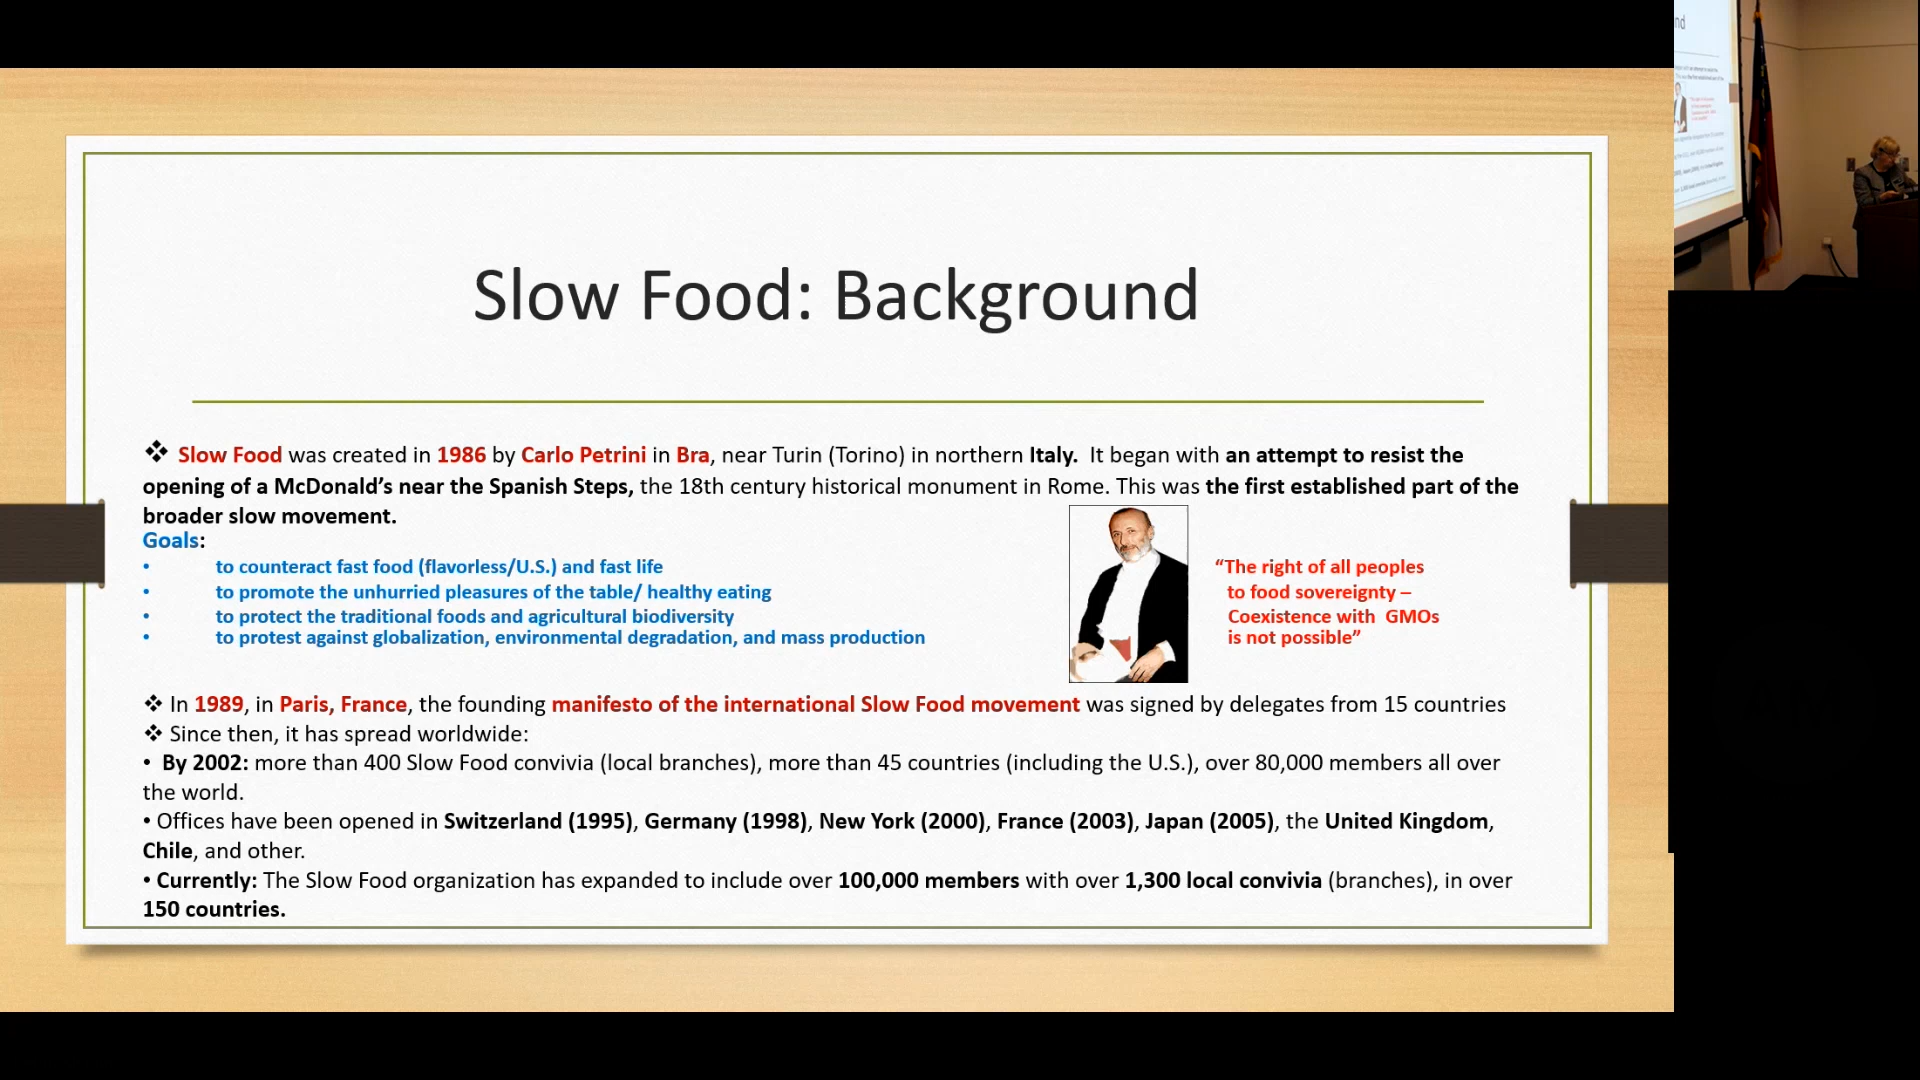 Slow Food: Background
❖ Slow Food was created in 1986 by Carlo Petrini in Bra, near Turin (Torino) in northern Italy.  It began with an attempt to resist the
opening of a McDonald’s near the Spanish Steps, the 18th century historical monument in Rome. This was the first established part of the
broader slow movement.
Goals:
• to counteract fast food (flavorless/U.S.) and fast life
• to promote the unhurried pleasures of the table/ healthy eating
• to protect the traditional foods and agricultural biodiversity
• to protest against globalization, environmental degradation, and mass production
“The right of all peoples
to food sovereignty –
Coexistence with  GMOs
is not possible”
❖ In 1989, in Paris, France, the founding manifesto of the international Slow Food movement was signed by delegates from 15 countries
❖ Since then, it has spread worldwide:
• By 2002: more than 400 Slow Food convivia (local branches), more than 45 countries (including the U.S.), over 80,000 members all over
the world.
• Offices have been opened in Switzerland (1995), Germany (1998), New York (2000), France (2003), Japan (2005), the United Kingdom,
Chile, and other.
• Currently: The Slow Food organization has expanded to include over 100,000 members with over 1,300 local convivia (branches), in over
150 countries.